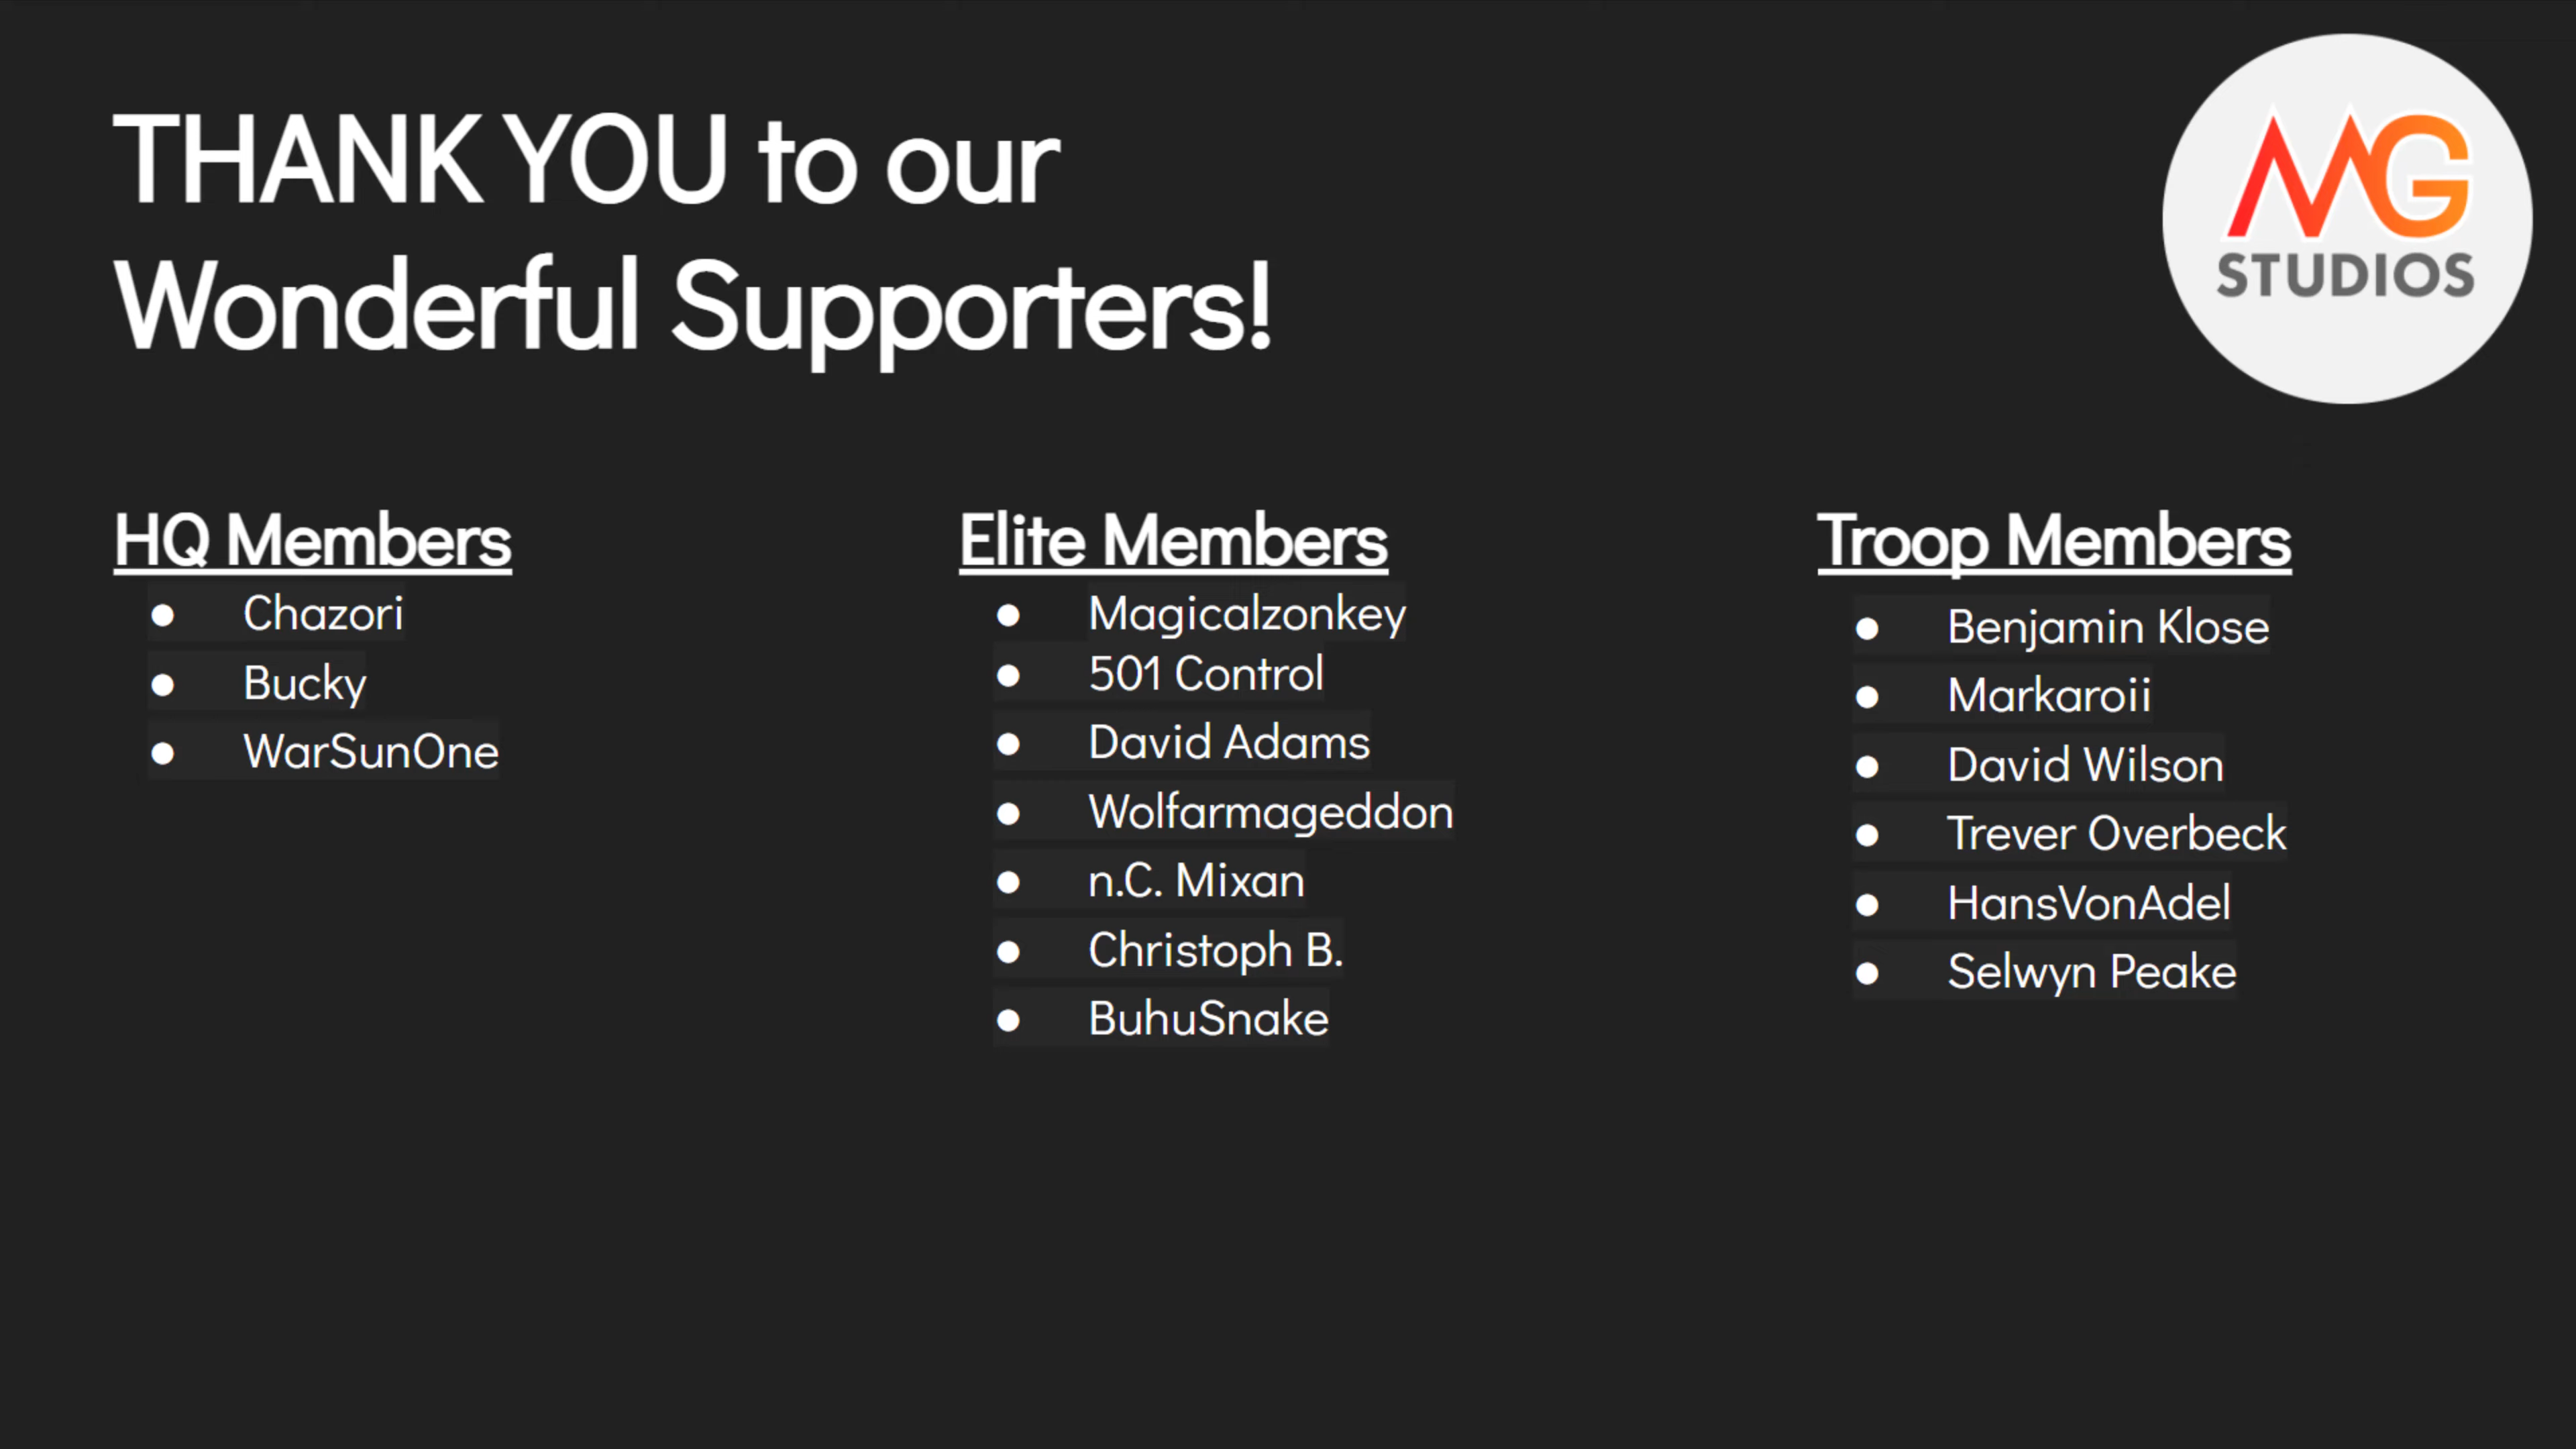 THANK YOU to our
Wonderful Supporters!
MG
STUDIOS
HQ Members
● Chazori
● Bucky
● WarSunOne
Elite Members
● Magicalzonkey
● 501 Control
● David Adams
● Wolfarmageddon
● n.C. Mixan
● Christoph B.
● BuhuSnake
Troop Members
● Benjamin Klose
● Markaroii
● David Wilson
● Trever Overbeck
● HansVonAdel
● Selwyn Peake